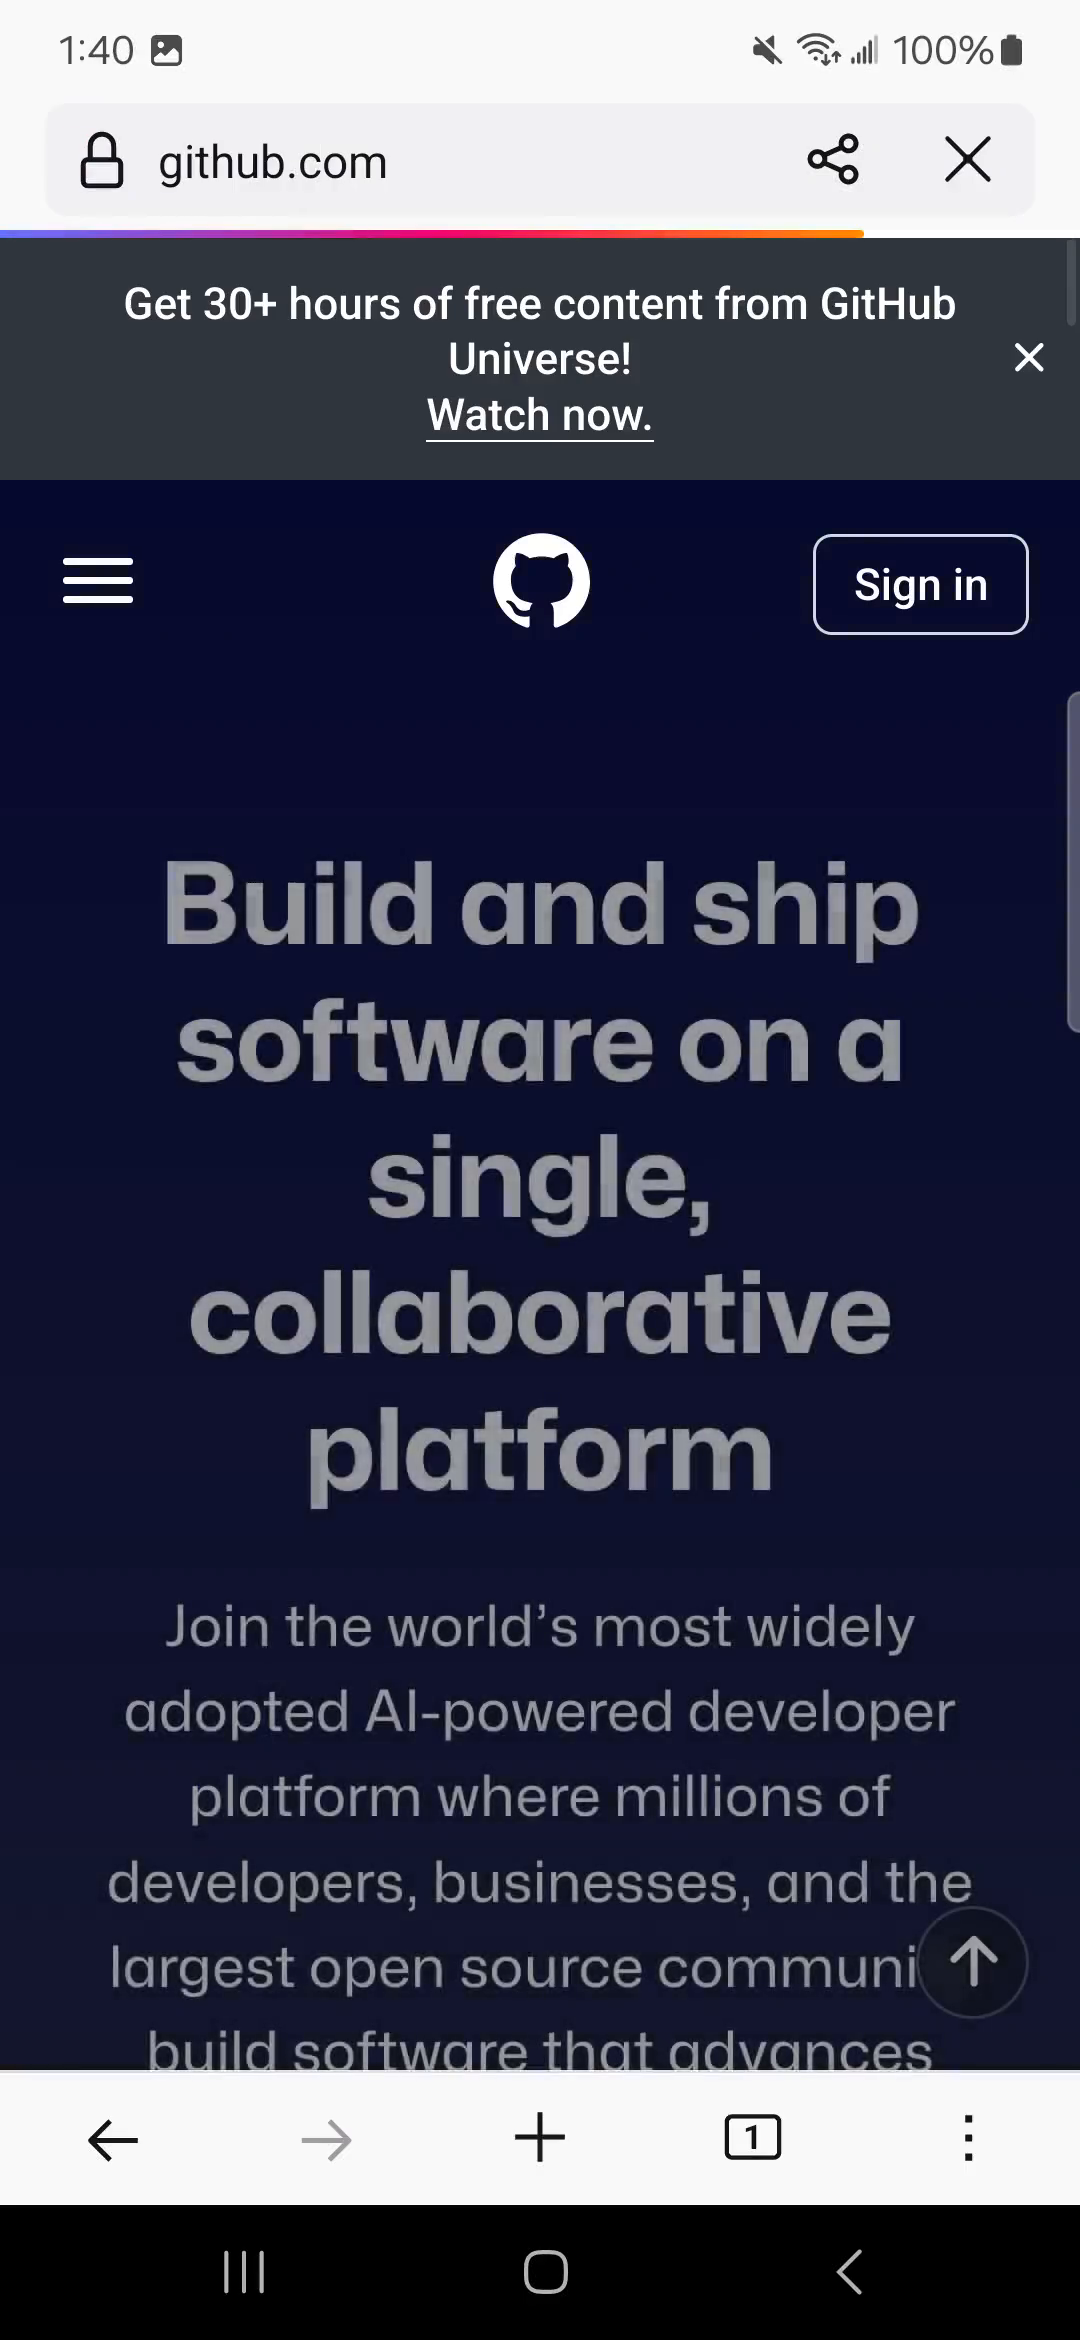 1:40
100%
github.com
Get 30+ hours of free content from GitHub
Universe!
Watch now.
Sign in
Build and ship
software on a
single,
collaborative
platform
Join the world’s most widely
adopted AI-powered developer
platform where millions of
developers, businesses, and the
largest open source communi
build software that advances
1